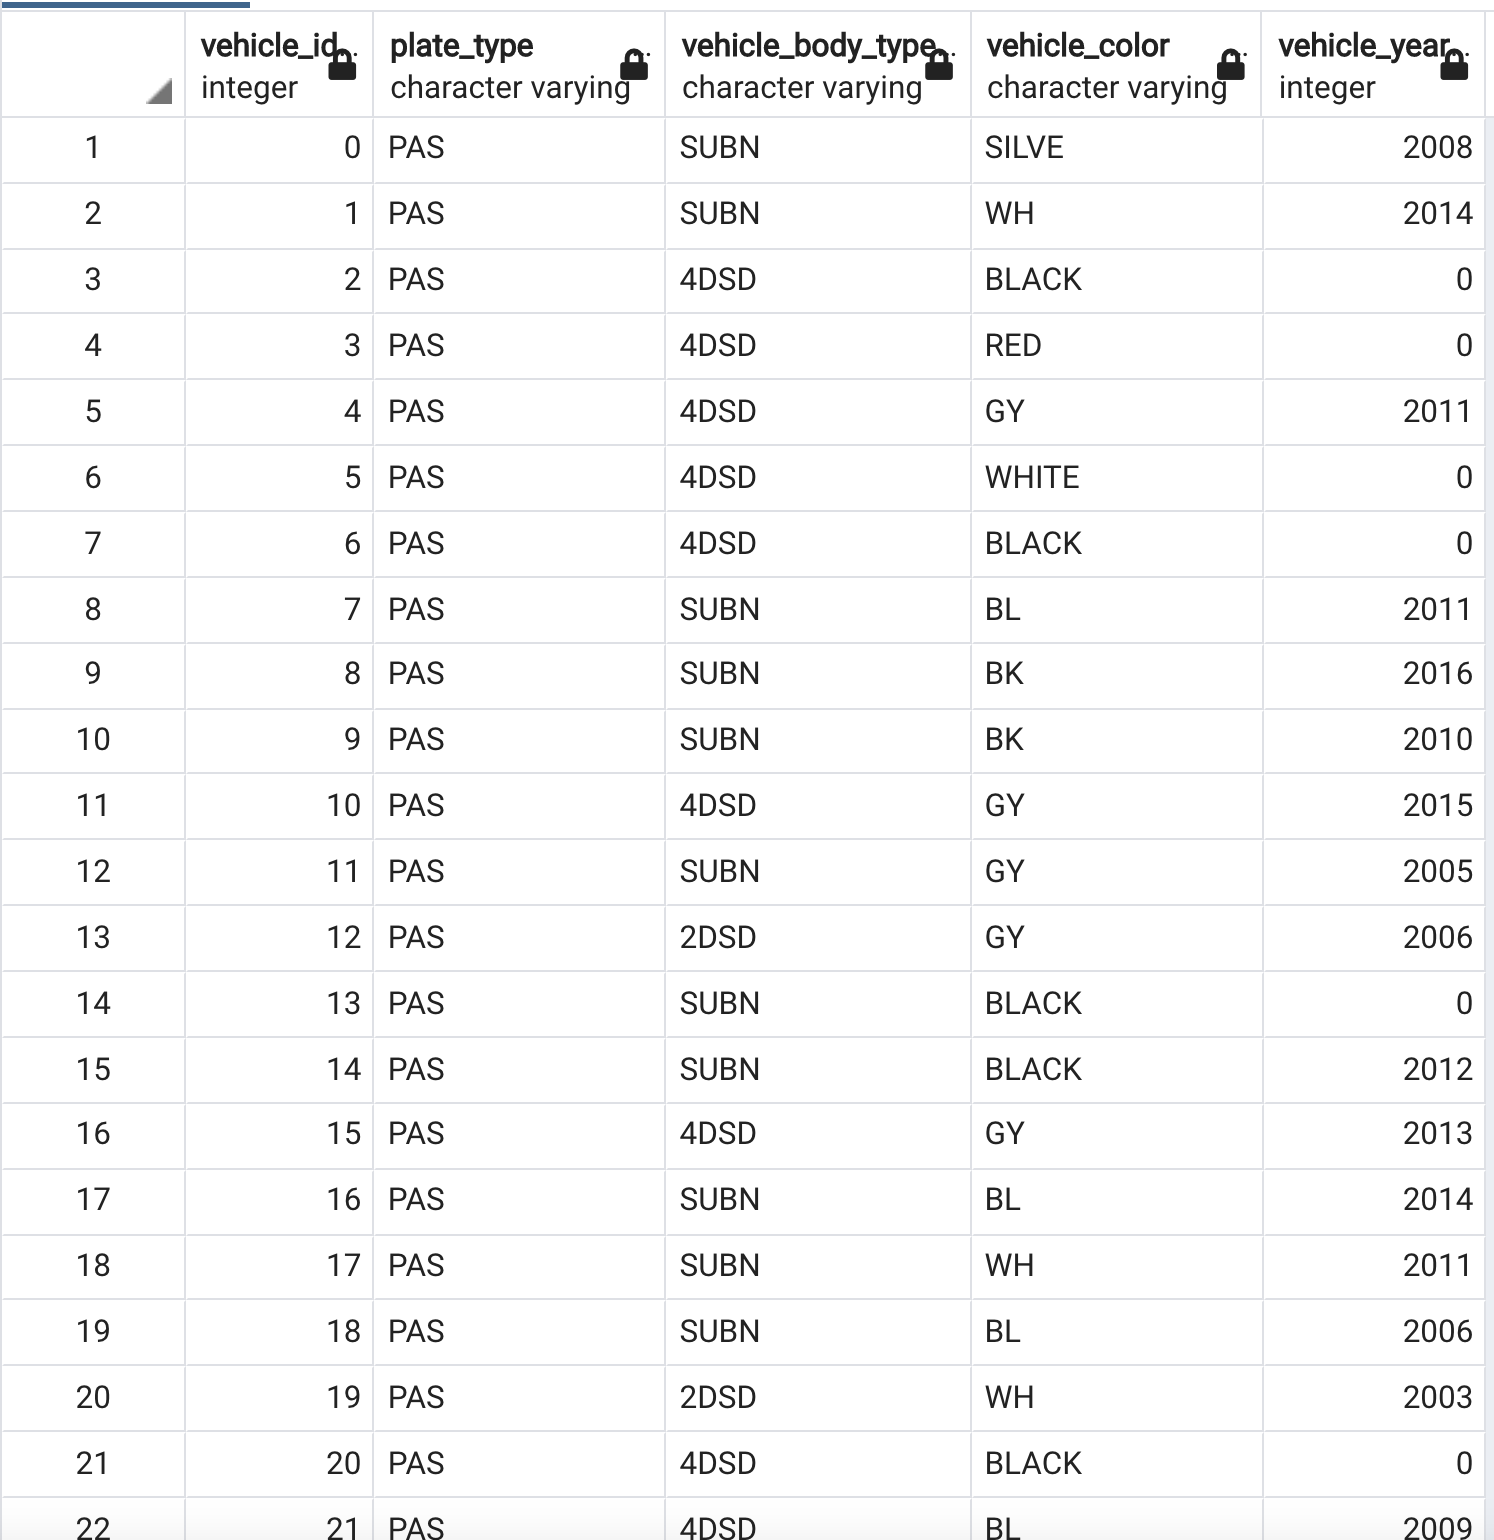 vehicle_id plate_type vehicle_body_type vehicle_color vehicle_year
integer character varying character varying character varying integer
1 0 PAS SUBN SILVE 2008
2 1 PAS SUBN WH 2014
3 2 PAS 4DSD BLACK 0
4 3 PAS 4DSD RED 0
5 4 PAS 4DSD GY 2011
6 5 PAS 4DSD WHITE 0
7 6 PAS 4DSD BLACK 0
8 7 PAS SUBN BL 2011
9 8 PAS SUBN BK 2016
10 9 PAS SUBN BK 2010
11 10 PAS 4DSD GY 2015
12 11 PAS SUBN GY 2005
13 12 PAS 2DSD GY 2006
14 13 PAS SUBN BLACK 0
15 14 PAS SUBN BLACK 2012
16 15 PAS 4DSD GY 2013
17 16 PAS SUBN BL 2014
18 17 PAS SUBN WH 2011
19 18 PAS SUBN BL 2006
20 19 PAS 2DSD WH 2003
21 20 PAS 4DSD BLACK 0
22 21 PAS 4DSD BL 2009